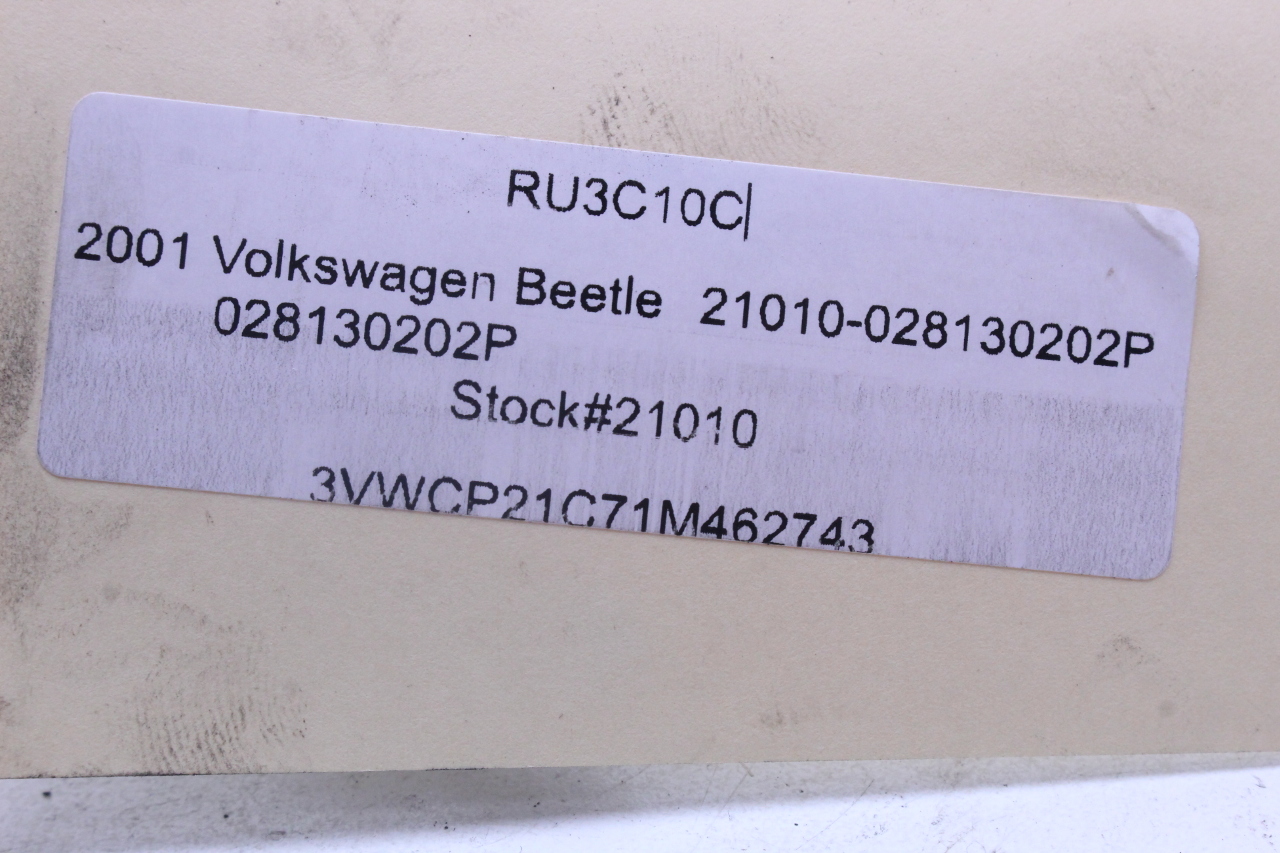 RU3C10C|
2001 Volkswagen Beetle 21010-028130202P
028130202P
Stock#21010
3VWCP21C71M462743